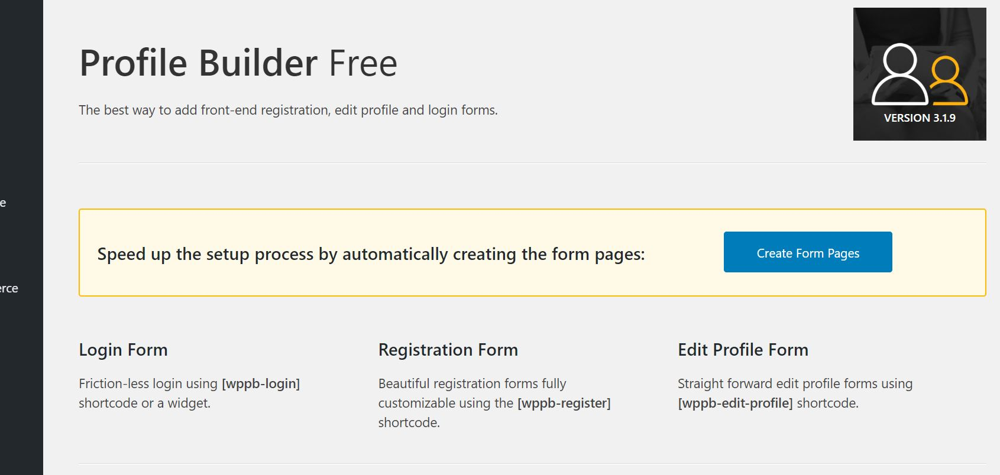 Profile Builder Free
The best way to add front-end registration, edit profile and login forms.
VERSION 3.1.9
e
Speed up the setup process by automatically creating the form pages:
Create Form Pages
erce
Login Form
Friction-less login using [wppb-login]
shortcode or a widget.
Registration Form
Beautiful registration forms fully
customizable using the [wppb-register]
shortcode.
Edit Profile Form
Straight forward edit profile forms using
[wppb-edit-profile] shortcode.